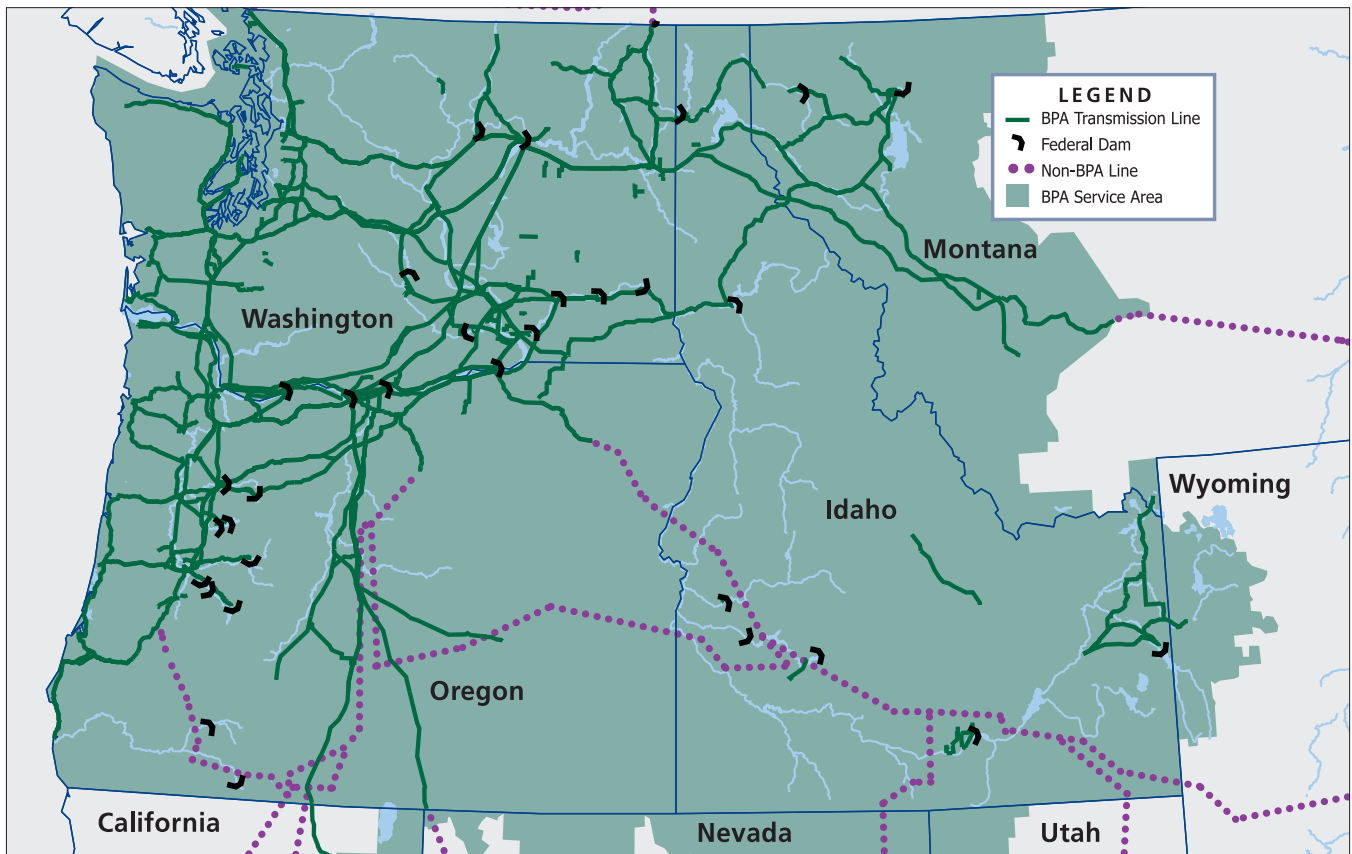 LEGEND
BPA Transmission Line
Federal Dam
Non-BPA Line
BPA Service Area
Montana
Washington
Wyoming
Idaho
Oregon
California
Nevada
Utah